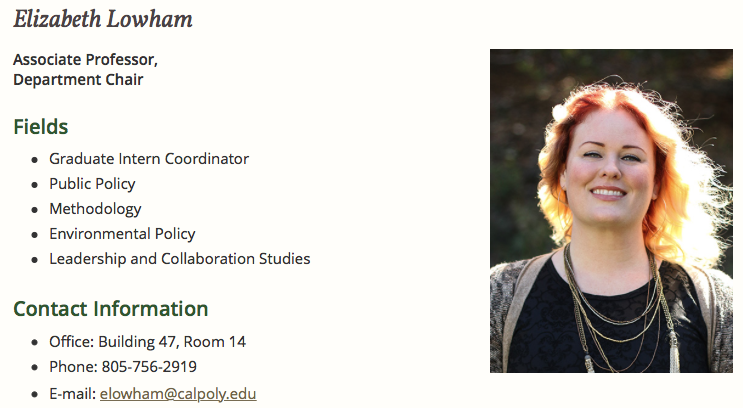 Elizabeth Lowham
Associate Professor,
Department Chair
Fields
Graduate Intern Coordinator
Public Policy
Methodology
Environmental Policy
Leadership and Collaboration Studies
Contact Information
Office: Building 47, Room 14
Phone: 805-756-2919
E-mail: elowham@calpoly.edu